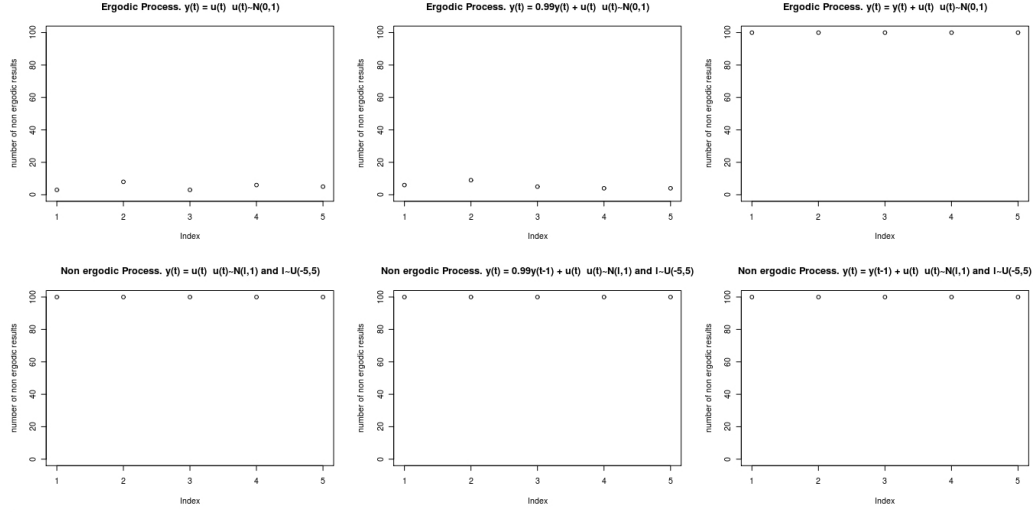 Ergodic Process. y(t) = u(t)  u(t)~N(0,1)
number of non ergodic results
0 20 40 60 80 100
1 2 3 4 5
Index
Ergodic Process. y(t) = 0.99y(t) + u(t)  u(t)~N(0,1)
number of non ergodic results
0 20 40 60 80 100
1 2 3 4 5
Index
Ergodic Process. y(t) = y(t) + u(t)  u(t)~N(0,1)
number of non ergodic results
0 20 40 60 80 100
1 2 3 4 5
Index
Non ergodic Process. y(t) = u(t)  u(t)~N(l,1) and l~U(-5,5)
number of non ergodic results
0 20 40 60 80 100
1 2 3 4 5
Index
Non ergodic Process. y(t) = 0.99y(t-1) + u(t)  u(t)~N(l,1) and l~U(-5,5)
number of non ergodic results
0 20 40 60 80 100
1 2 3 4 5
Index
Non ergodic Process. y(t) = y(t-1) + u(t)  u(t)~N(l,1) and l~U(-5,5)
number of non ergodic results
0 20 40 60 80 100
1 2 3 4 5
Index